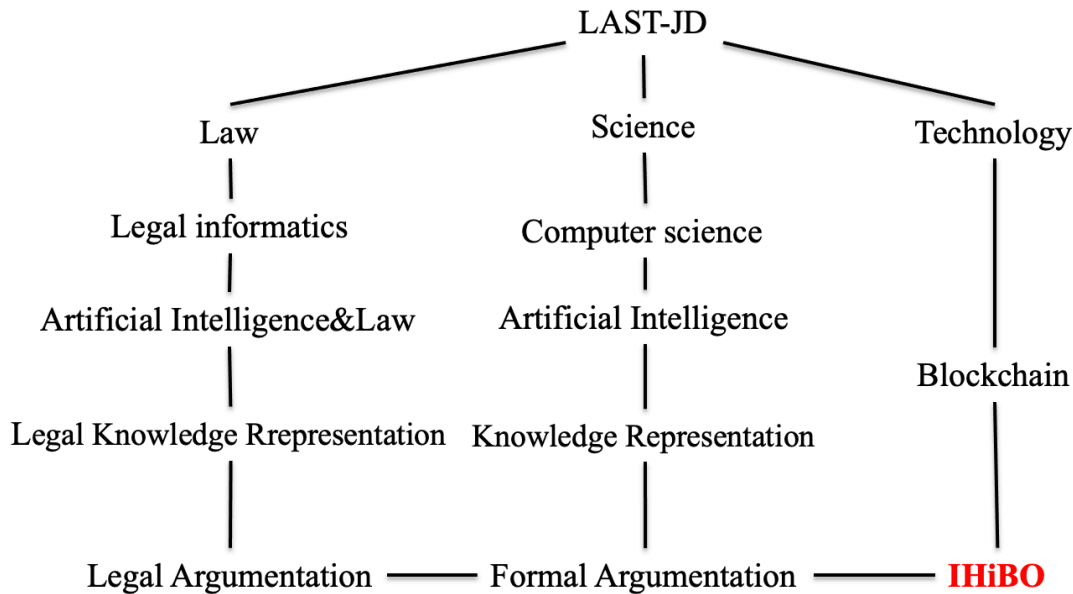 LAST-JD
Law
Science
Technology
Legal informatics
Computer science
Artificial Intelligence&Law
Artificial Intelligence
Blockchain
Legal Knowledge Rrepresentation
Knowledge Representation
Legal Argumentation
Formal Argumentation
IHiBO